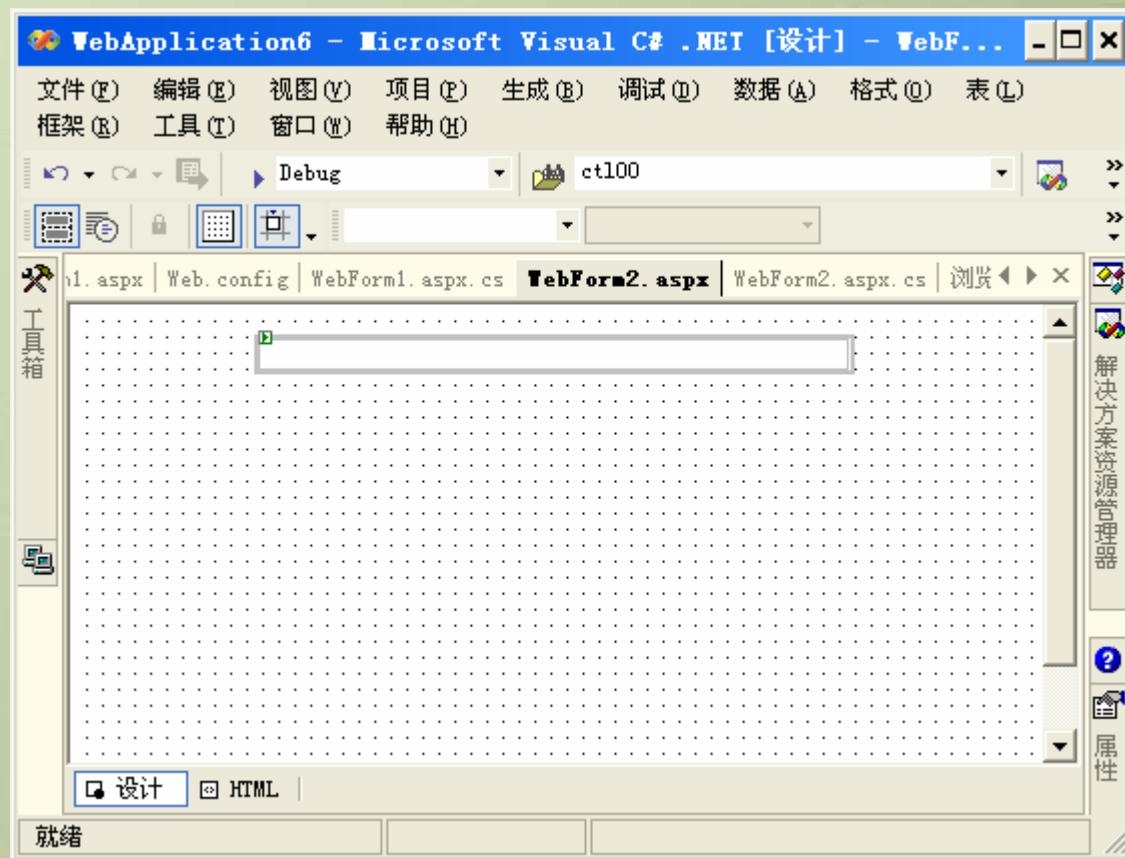 WebApplication6 - Microsoft Visual C# .NET [设计] - WebF...
文件(F) 编辑(E) 视图(V) 项目(P) 生成(B) 调试(D) 数据(A) 格式(O) 表(L)
框架(R) 工具(T) 窗口(W) 帮助(H)
Debug ctl00
1.aspx Web.config WebForm1.aspx.cs WebForm2.aspx WebForm2.aspx.cs 浏览
工具箱
解决方案资源管理器
属性
设计 HTML
就绪